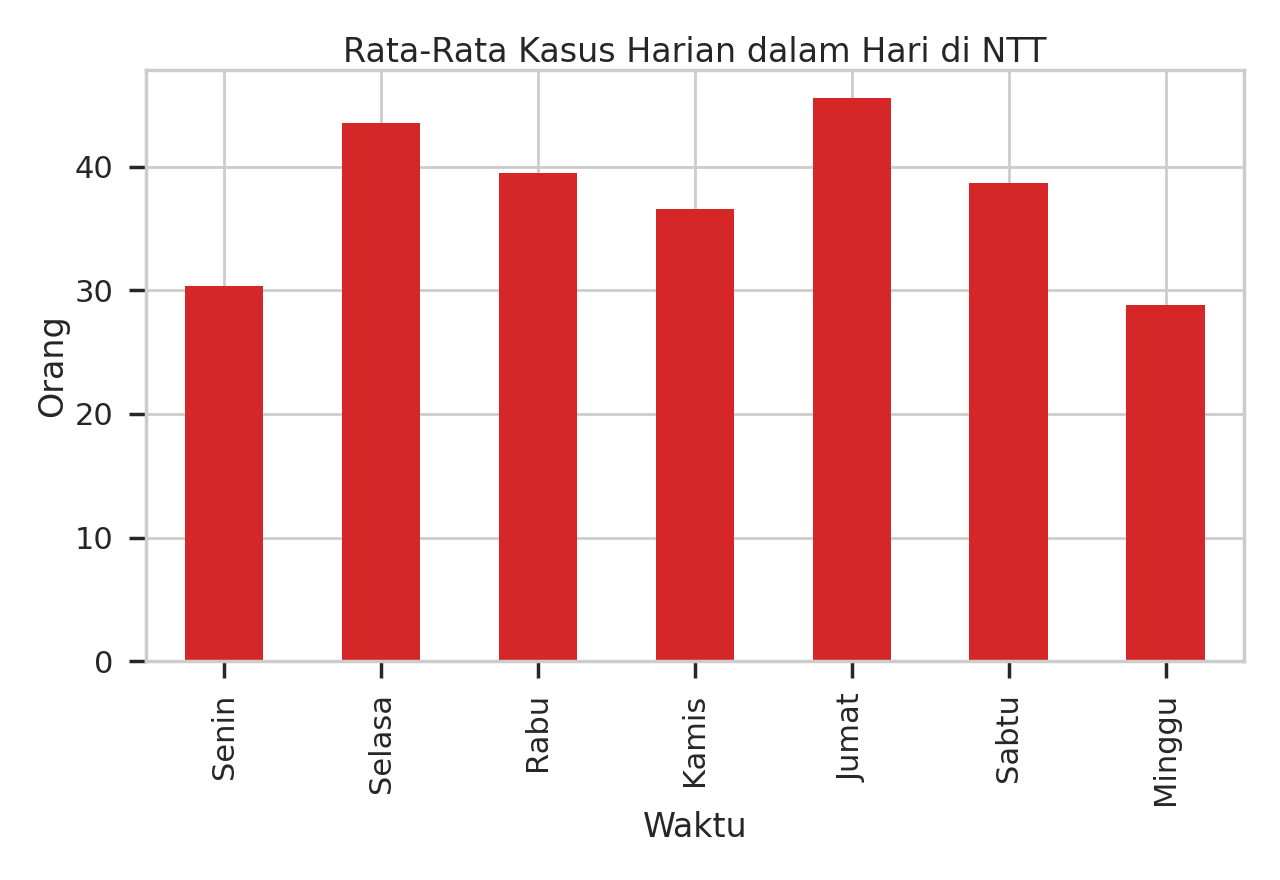 Rata-Rata Kasus Harian dalam Hari di NTT
Orang
40
30
20
10
0
Senin
Selasa
Rabu
Kamis
Jumat
Sabtu
Minggu
Waktu